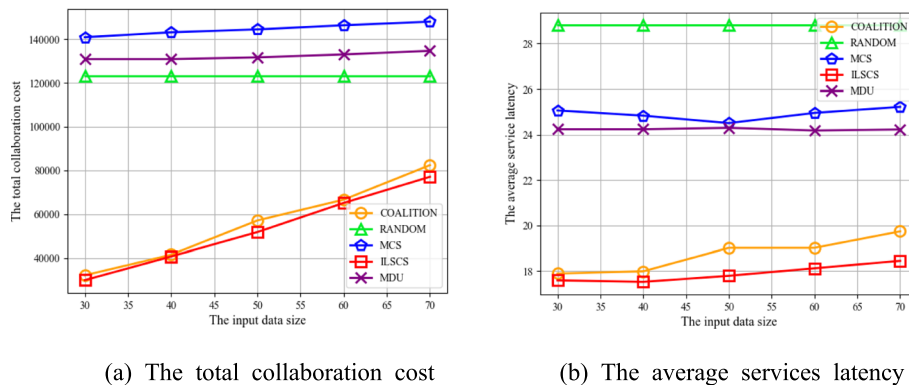 140000
120000
100000
80000
60000
40000
The total collaboration cost
COALITION
RANDOM
MCS
ILSCS
MDU
30 35 40 45 50 55 60 65 70
The input data size
(a) The total collaboration cost
28
26
24
22
20
18
The average service latency
COALITION
RANDOM
MCS
ILSCS
MDU
30 35 40 45 50 55 60 65 70
The input data size
(b) The average services latency